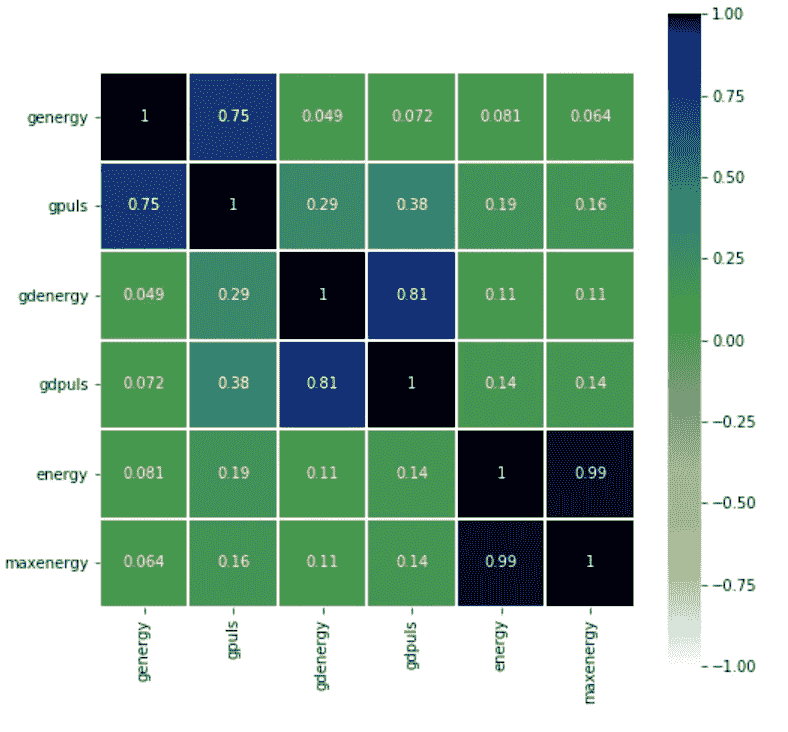 1.00
0.75
0.50
0.25
0.00
−0.25
−0.50
−0.75
−1.00
genergy 1 0.75 0.049 0.072 0.081 0.064
gpuls 0.75 1 0.29 0.38 0.19 0.16
gdenergy 0.049 0.29 1 0.81 0.11 0.11
gdpuls 0.072 0.38 0.81 1 0.14 0.14
energy 0.081 0.19 0.11 0.14 1 0.99
maxenergy 0.064 0.16 0.11 0.14 0.99 1
genergy gpuls gdenergy gdpuls energy maxenergy